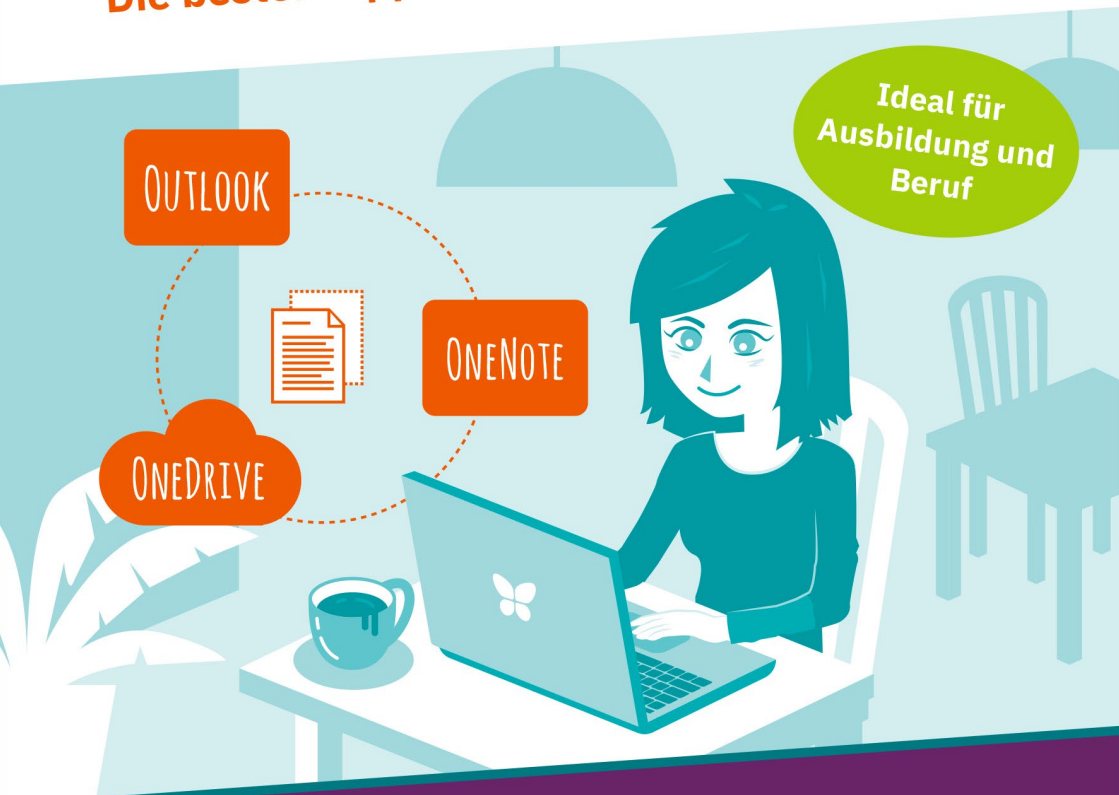 Ideal für
Ausbildung und
Beruf
OUTLOOK
ONENOTE
ONEDRIVE